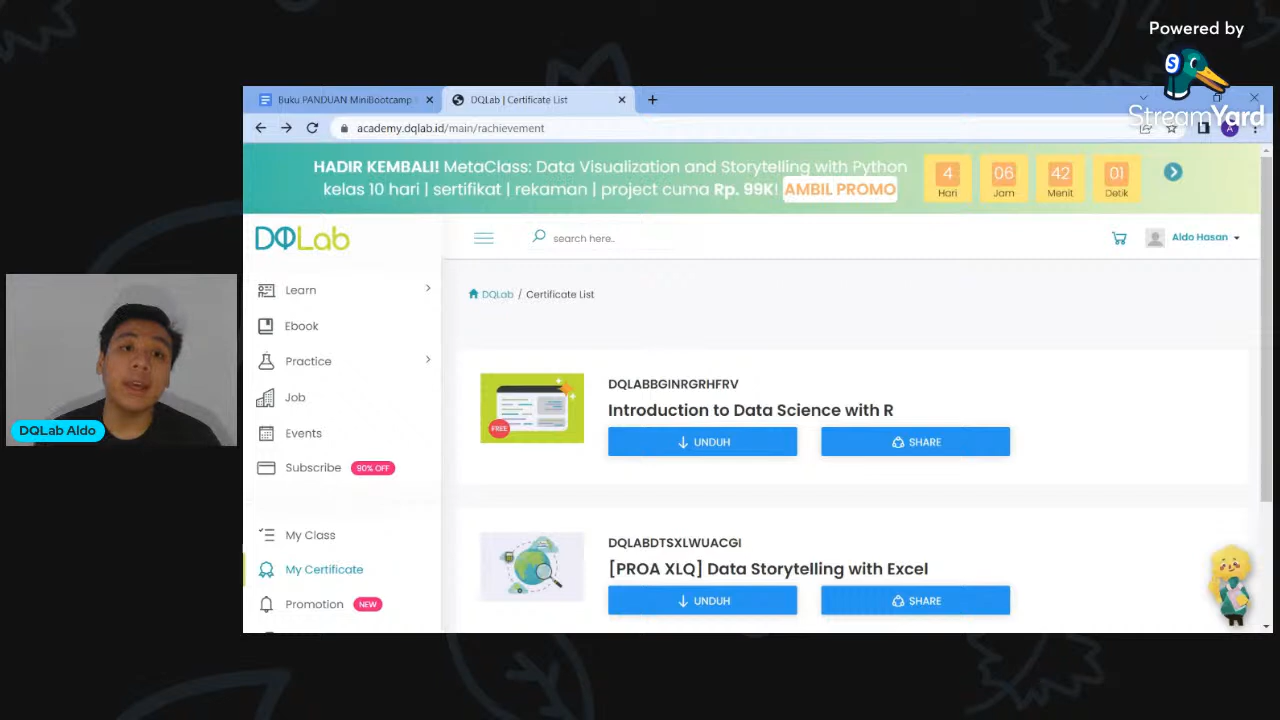 Powered by
StreamYard
Buku PANDUAN MiniBootcamp
DQLab | Certificate List
academy.dqlab.id/main/rachievement
HADIR KEMBALI! MetaClass: Data Visualization and Storytelling with Python
kelas 10 hari | sertifikat | rekaman | project cuma Rp. 99K! AMBIL PROMO
4 06 42 01
Hari Jam Menit Detik
DQLab
search here..
Aldo Hasan
Learn
Ebook
Practice
Job
Events
Subscribe 90% OFF
My Class
My Certificate
Promotion NEW
DQLab / Certificate List
FREE
DQLABBGINRGRHFRV
Introduction to Data Science with R
UNDUH SHARE
DQLABDTSXLWUACGI
[PROA XLQ] Data Storytelling with Excel
UNDUH SHARE
DQLab Aldo